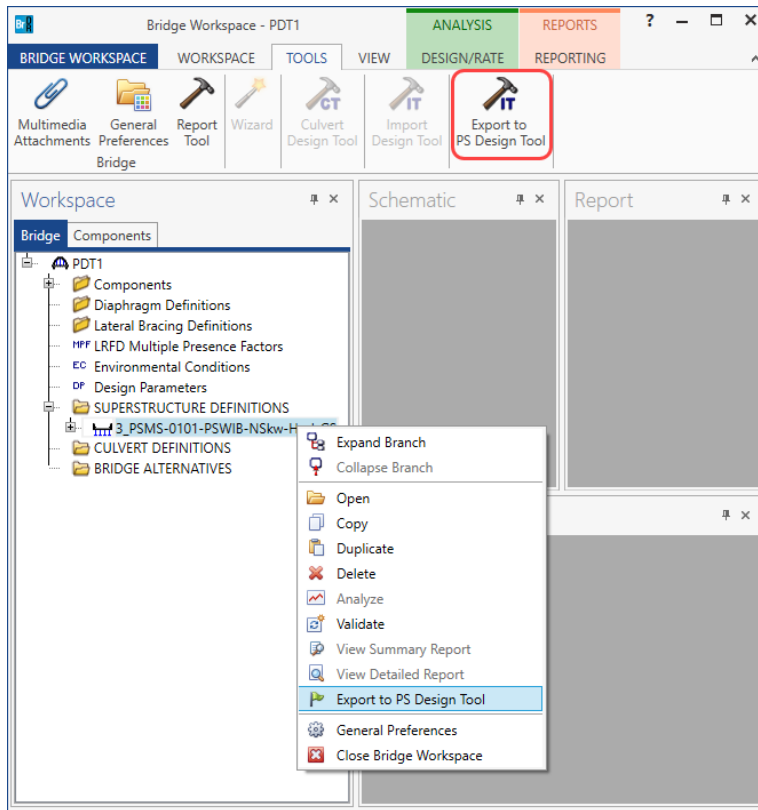 Br
Bridge Workspace - PDT1
ANALYSIS
REPORTS
?
BRIDGE WORKSPACE
WORKSPACE
TOOLS
VIEW
DESIGN/RATE
REPORTING
Multimedia
Attachments
General
Preferences
Report
Tool
Wizard
CT
Culvert
Design Tool
IT
Import
Design Tool
IT
Export to
PS Design Tool
Bridge
Workspace
Bridge Components
PDT1
Components
Diaphragm Definitions
Lateral Bracing Definitions
MPF LRFD Multiple Presence Factors
EC Environmental Conditions
DP Design Parameters
SUPERSTRUCTURE DEFINITIONS
3_PSMS-0101-PSWIB-NSkw-
CULVERT DEFINITIONS
BRIDGE ALTERNATIVES
Schematic
Report
Expand Branch
Collapse Branch
Open
Copy
Duplicate
Delete
Analyze
Validate
View Summary Report
View Detailed Report
Export to PS Design Tool
General Preferences
Close Bridge Workspace